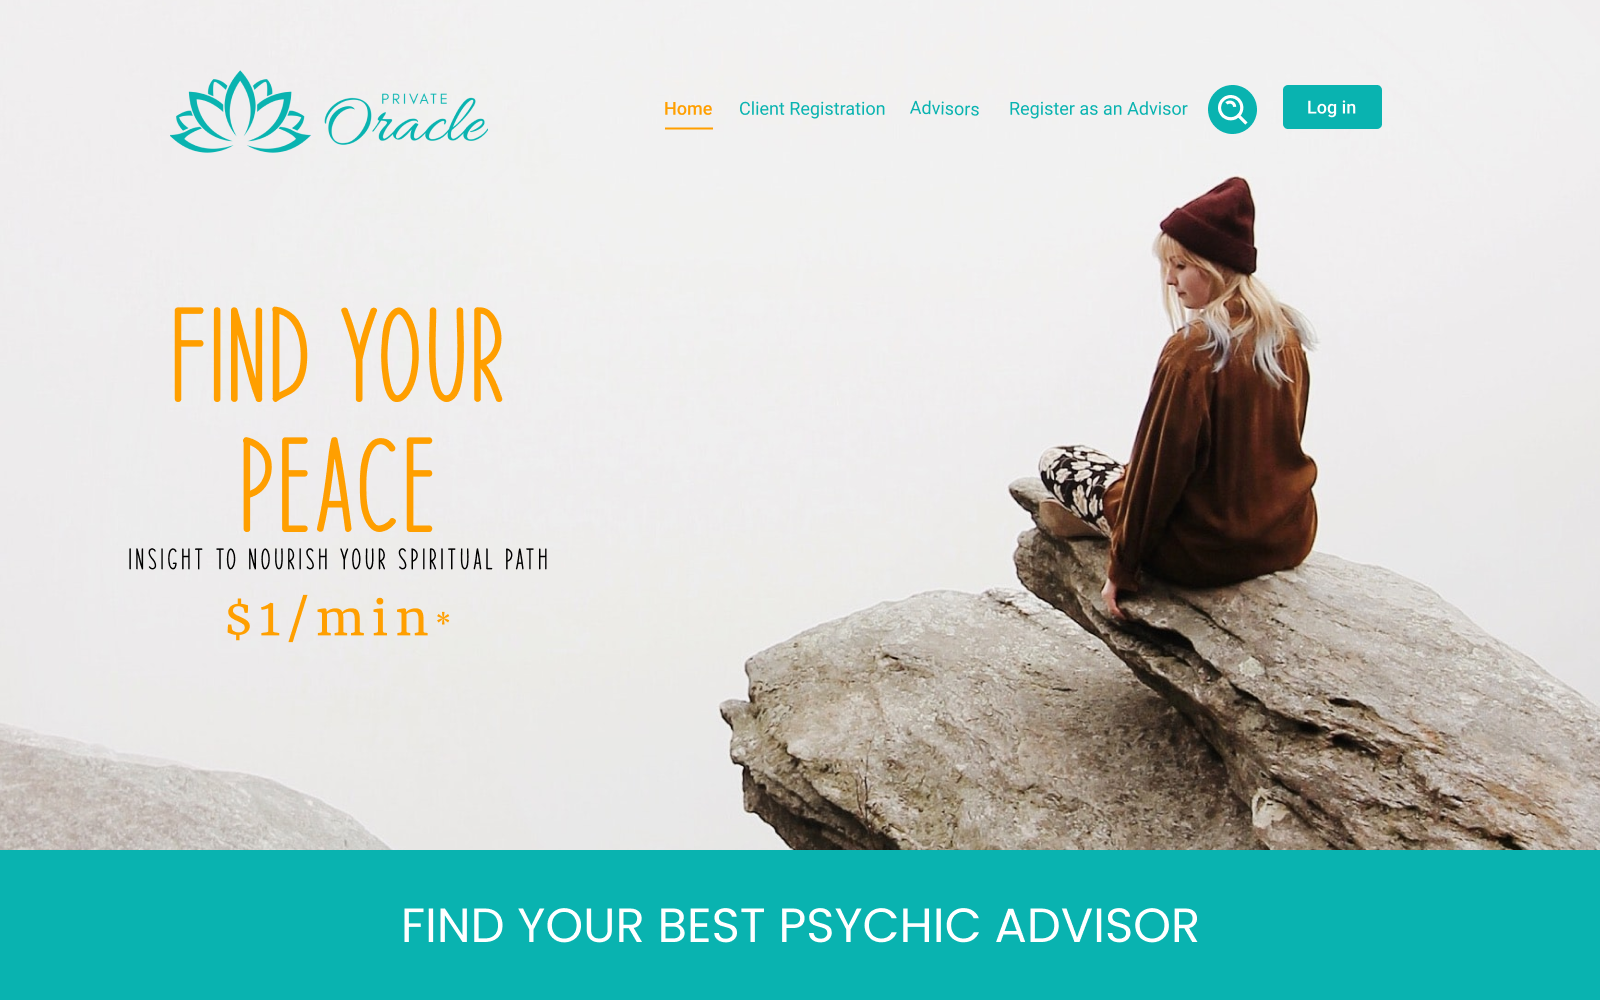 PRIVATE
Oracle
Home Client Registration Advisors Register as an Advisor Log in
FIND YOUR
PEACE
INSIGHT TO NOURISH YOUR SPIRITUAL PATH
$1/min*
FIND YOUR BEST PSYCHIC ADVISOR